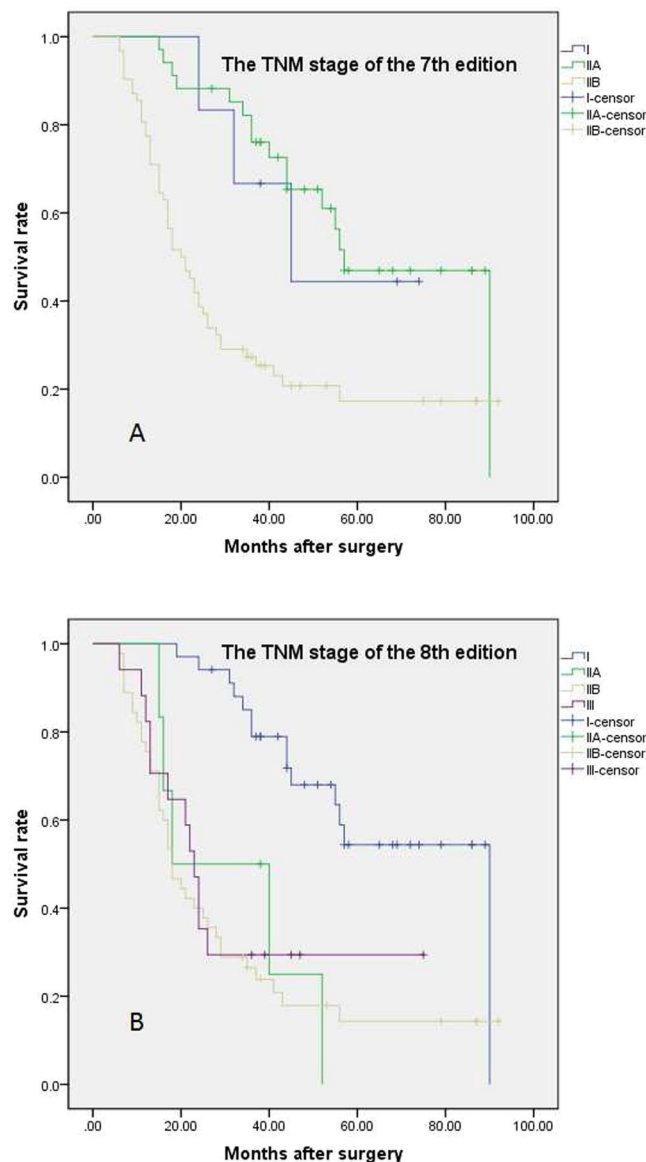 The TNM stage of the 7th edition
I
IIA
IIB
I-censor
IIA-censor
IIB-censor
1.0
0.8
0.6
0.4
0.2
0.0
Survival rate
A
.00 20.00 40.00 60.00 80.00 100.00
Months after surgery
The TNM stage of the 8th edition
I
IIA
IIB
III
I-censor
IIA-censor
IIB-censor
III-censor
1.0
0.8
0.6
0.4
0.2
0.0
Survival rate
B
.00 20.00 40.00 60.00 80.00 100.00
Months after surgery